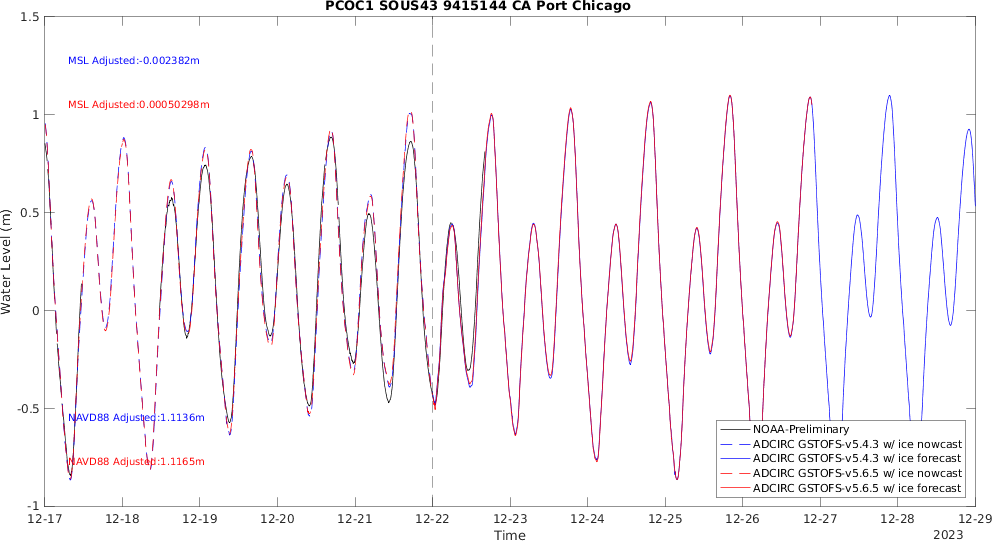 PCOC1 SOUS43 9415144 CA Port Chicago
1.5
1
0.5
0
-0.5
-1
Water Level (m)
MSL Adjusted:-0.002382m
MSL Adjusted:0.00050298m
NAVD88 Adjusted:1.1136m
NAVD88 Adjusted:1.1165m
NOAA-Preliminary
ADCIRC GSTOFS-v5.4.3 w/ ice nowcast
ADCIRC GSTOFS-v5.4.3 w/ ice forecast
ADCIRC GSTOFS-v5.6.5 w/ ice nowcast
ADCIRC GSTOFS-v5.6.5 w/ ice forecast
12-17 12-18 12-19 12-20 12-21 12-22 12-23 12-24 12-25 12-26 12-27 12-28 12-29
Time
2023